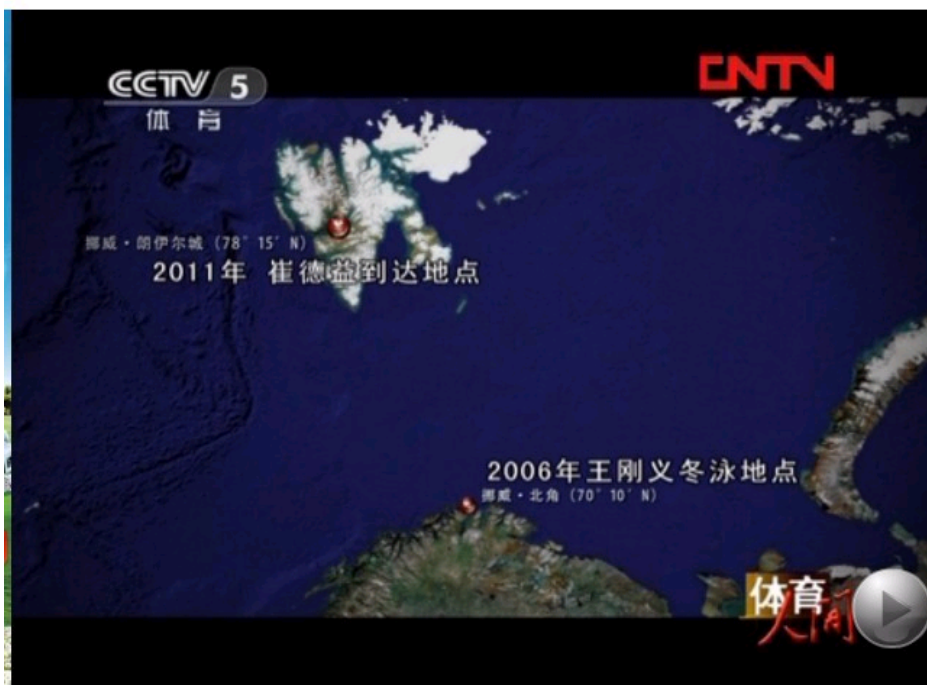 CCTV 5
CNTV
体育
挪威·朗伊尔城 (78° 15′ N)
2011年 崔德益到达地点
2006年王刚义冬泳地点
挪威·北角 (70° 10′ N)
体育
人间